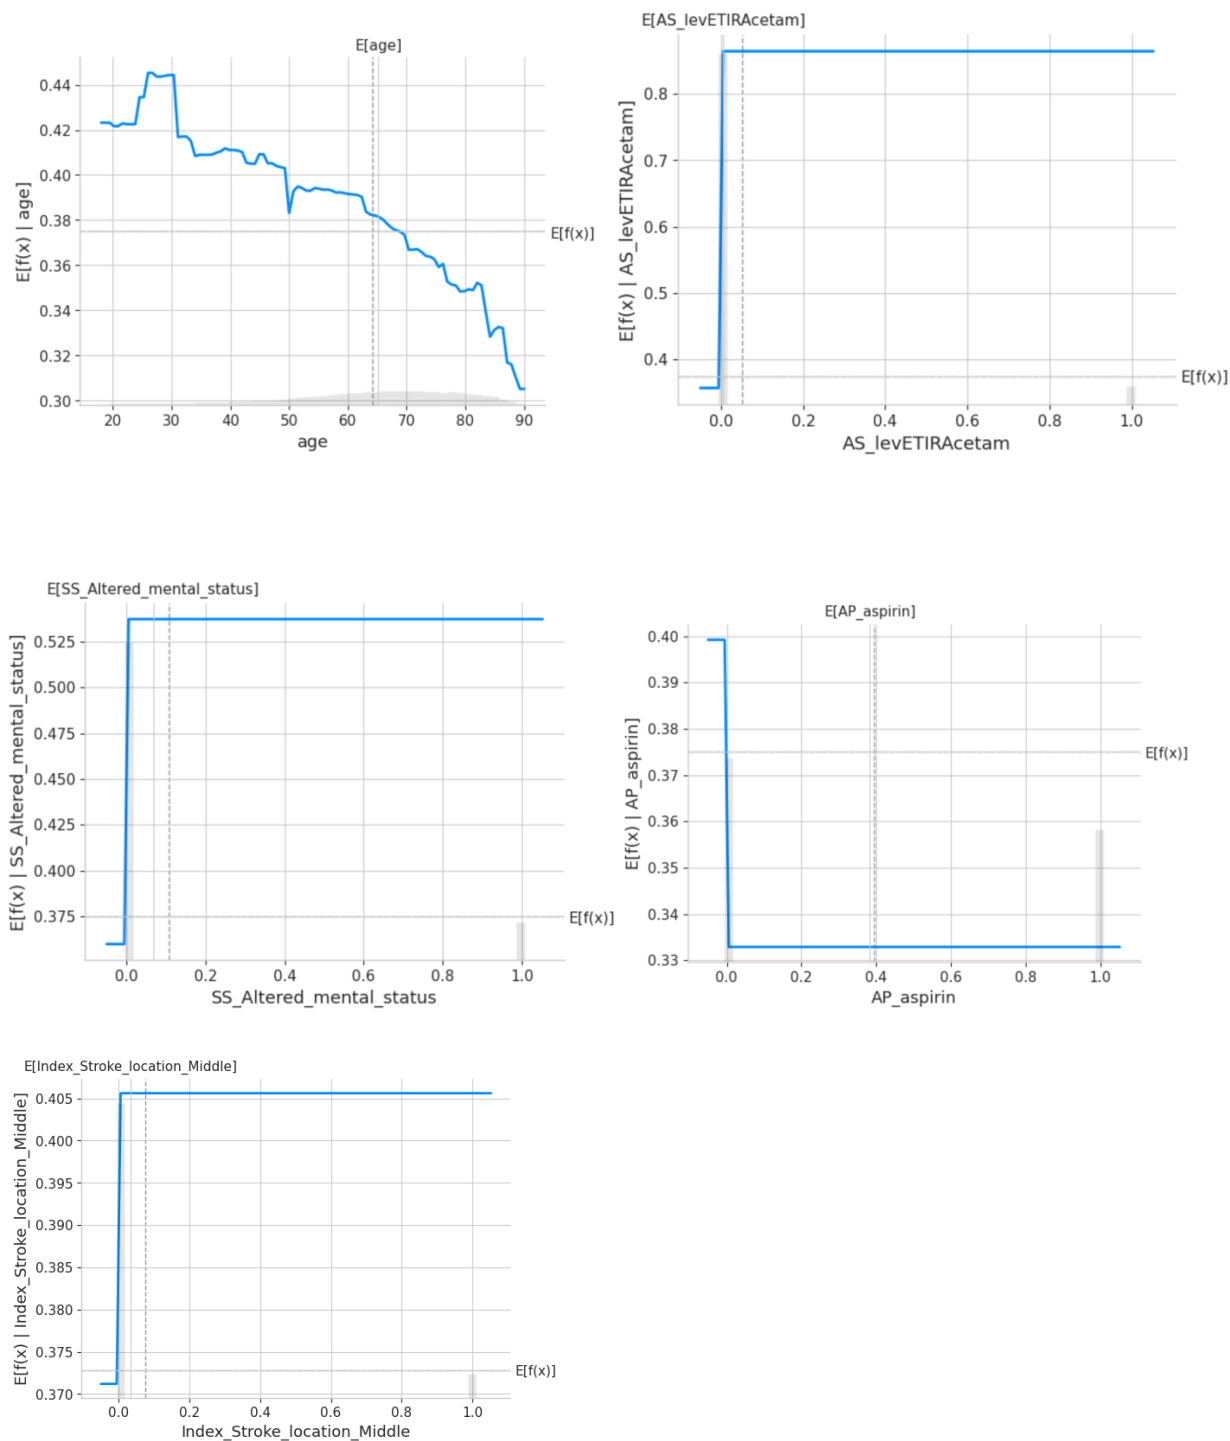 E[age]
E[f(x) | age]
0.44
0.42
0.40
0.38
0.36
0.34
0.32
0.30
E[f(x)]
20 30 40 50 60 70 80 90
age
E[AS_levETIRAcetam]
E[f(x) | AS_levETIRAcetam]
0.8
0.7
0.6
0.5
0.4
E[f(x)]
0.0 0.2 0.4 0.6 0.8 1.0
AS_levETIRAcetam
E[SS_Altered_mental_status]
E[f(x) | SS_Altered_mental_status]
0.525
0.500
0.475
0.450
0.425
0.400
0.375
E[f(x)]
0.0 0.2 0.4 0.6 0.8 1.0
SS_Altered_mental_status
E[AP_aspirin]
E[f(x) | AP_aspirin]
0.40
0.39
0.38
0.37
0.36
0.35
0.34
0.33
E[f(x)]
0.0 0.2 0.4 0.6 0.8 1.0
AP_aspirin
E[Index_Stroke_location_Middle]
E[f(x) | Index_Stroke_location_Middle]
0.405
0.400
0.395
0.390
0.385
0.380
0.375
0.370
E[f(x)]
0.0 0.2 0.4 0.6 0.8 1.0
Index_Stroke_location_Middle